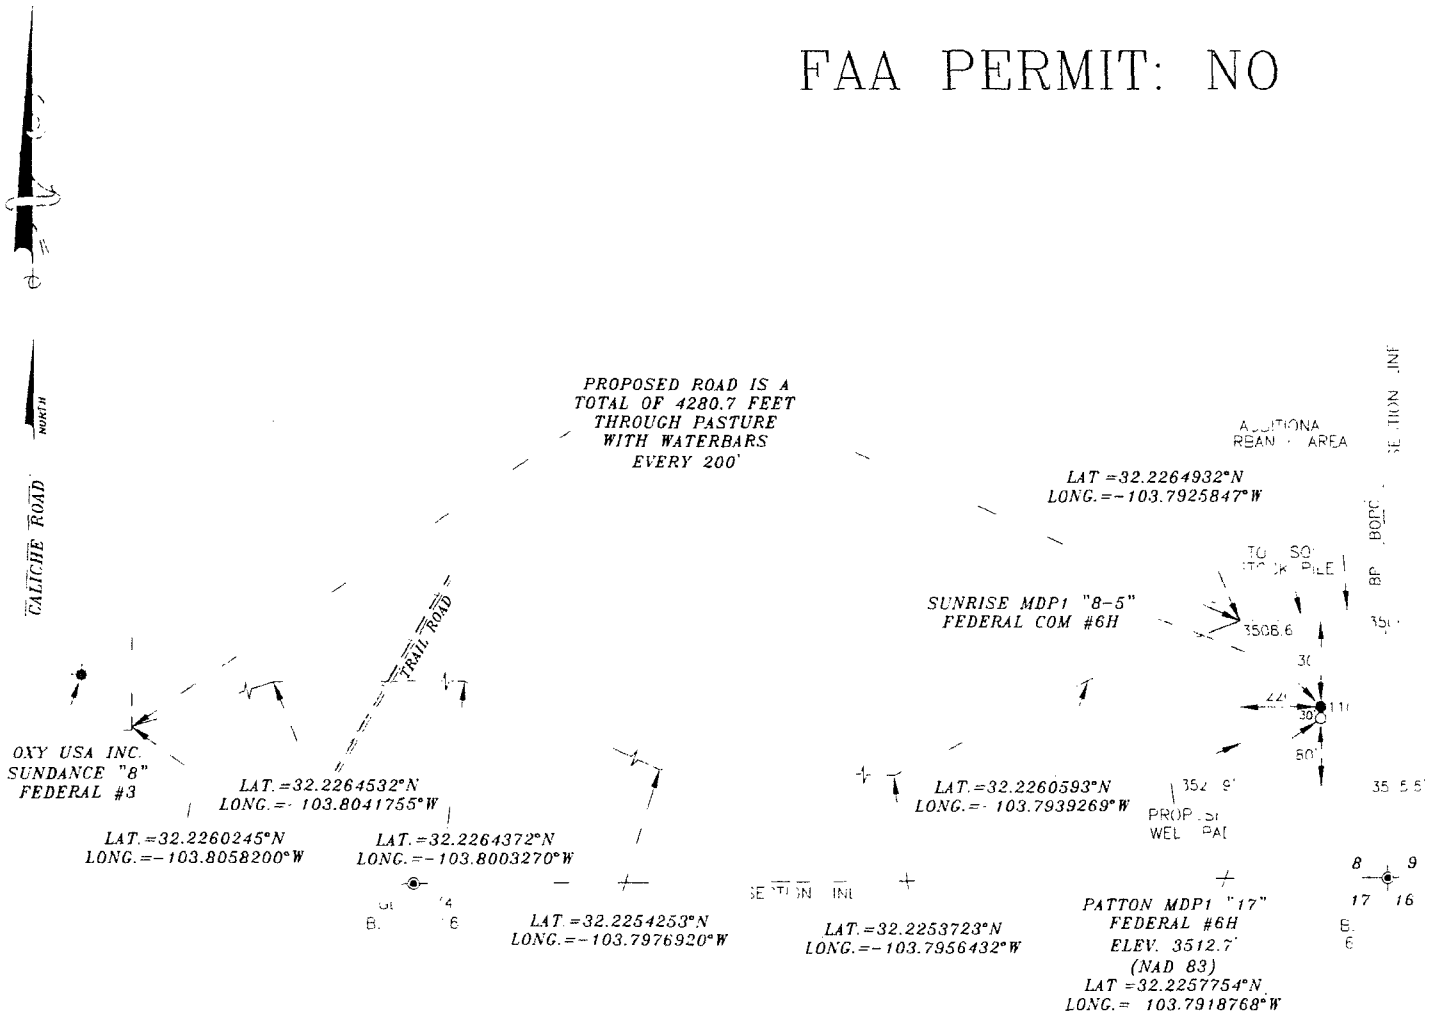 FAA PERMIT: NO
NORTH
CALICHE ROAD
PROPOSED ROAD IS A
TOTAL OF 4280.7 FEET
THROUGH PASTURE
WITH WATERBARS
EVERY 200'
AREA
LAT =32.2264932°N
LONG.=-103.7925847°W
SUNRISE MDP1 "8-5"
FEDERAL COM #6H
3508.6
TRAIL ROAD
OXY USA INC.
SUNDANCE "8"
FEDERAL #3
LAT.=32.2264532°N
LONG.=- 103.8041755°W
LAT.=32.2260593°N
LONG.=- 103.7939269°W
LAT.=32.2260245°N
LONG.=-103.8058200°W
LAT.=32.2264372°N
LONG.=-103.8003270°W
8 9
17 16
LAT.=32.2254253°N
LONG.=-103.7976920°W
LAT.=32.2253723°N
LONG.=-103.7956432°W
PATTON MDP1 "17"
FEDERAL #6H
ELEV. 3512.7'
(NAD 83)
LAT =32.2257754°N
LONG.= 103.7918768°W